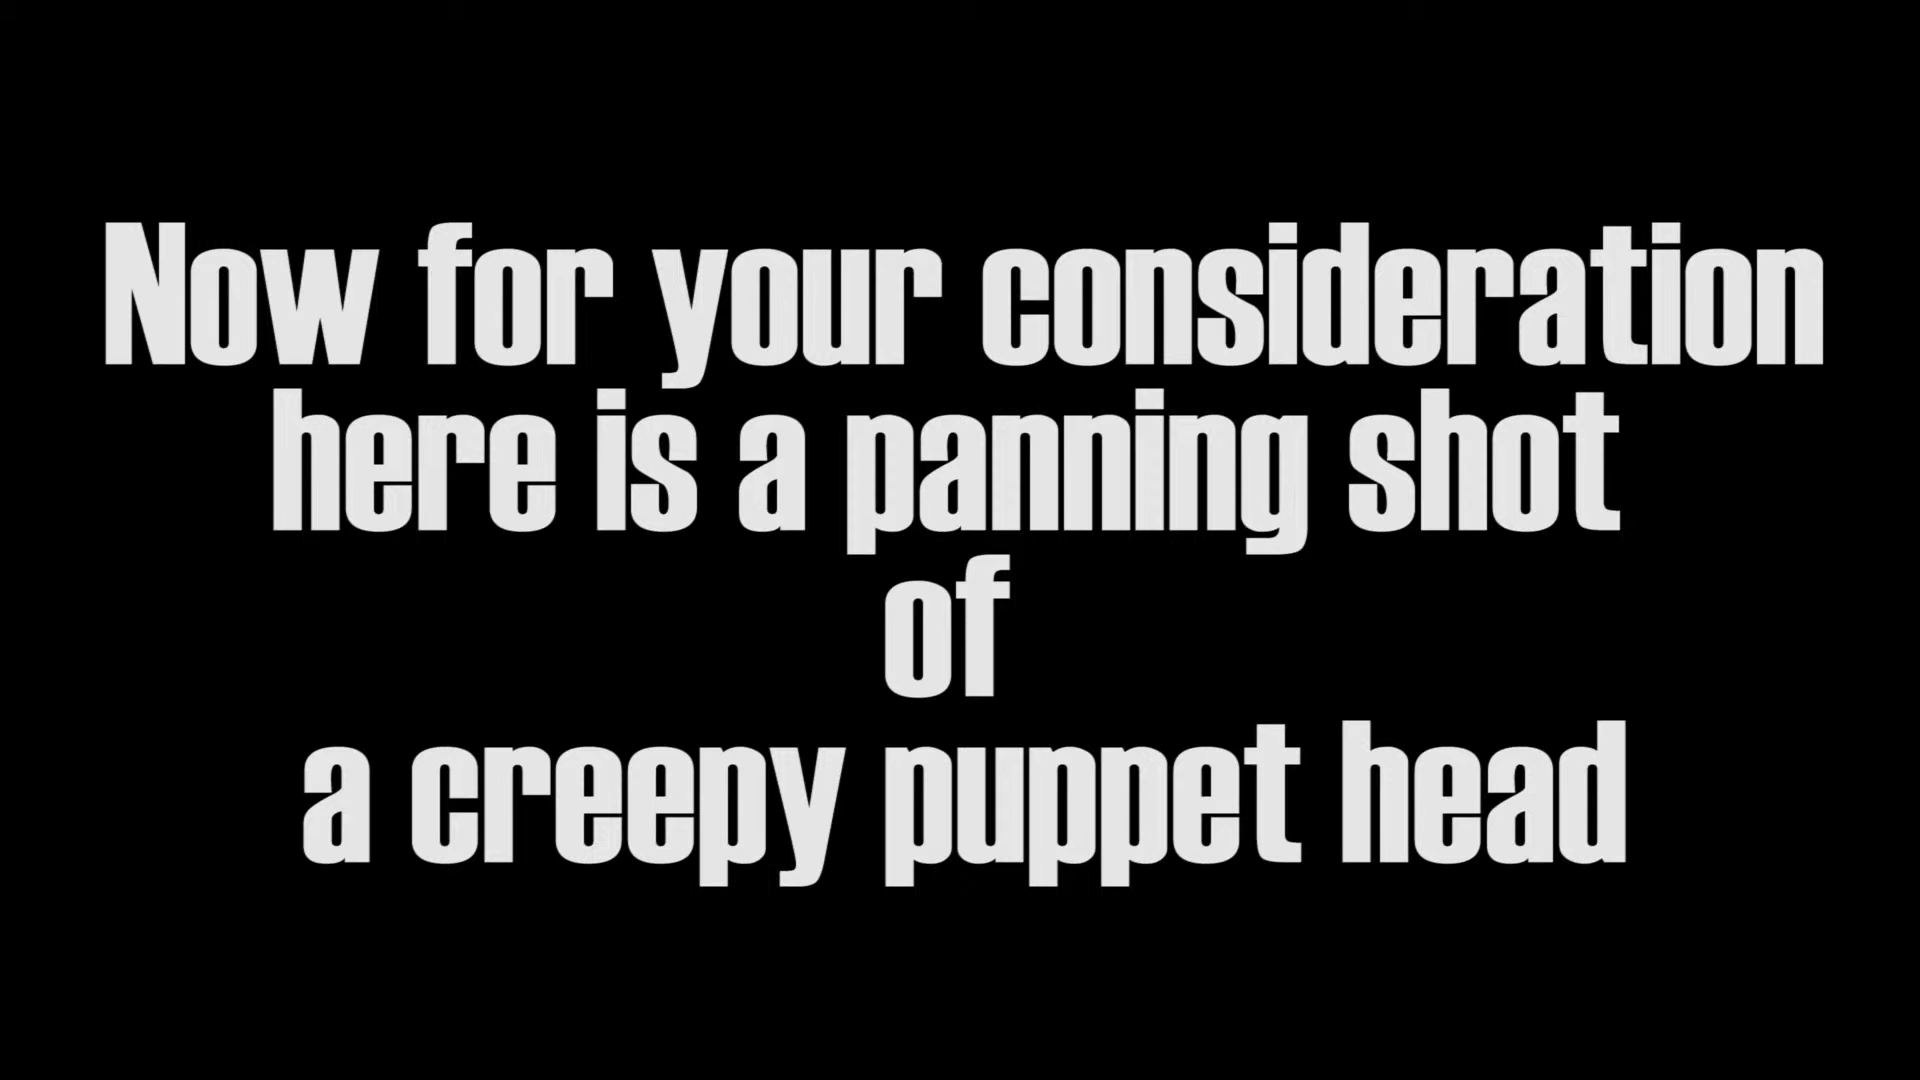 Now for your consideration
here is a panning shot
of
a creepy puppet head